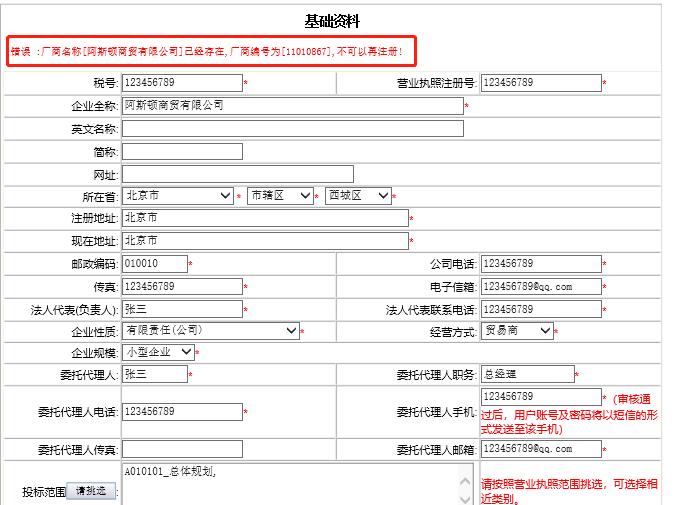 基础资料
错误 :厂商名称[阿斯顿商贸有限公司]已经存在,厂商编号为[11010867],不可以再注册!
税号: 123456789 * 营业执照注册号: 123456789 *
企业全称: 阿斯顿商贸有限公司 *
英文名称:
简称:
网址:
所在省: 北京市 * 市辖区 * 西城区 *
注册地址: 北京市 *
现在地址: 北京市 *
邮政编码: 010010 * 公司电话: 123456789 *
传真: 123456789 * 电子信箱: 123456789@qq.com *
法人代表(负责人): 张三 * 法人代表联系电话: 123456789 *
企业性质: 有限责任(公司) * 经营方式: 贸易商 *
企业规模: 小型企业 *
委托代理人: 张三 * 委托代理人职务: 总经理 *
委托代理人电话: 123456789 * 委托代理人手机: 123456789 * (审核通
过后，用户账号及密码将以短信的形
式发送至该手机)
委托代理人传真: 委托代理人邮箱: 123456789@qq.com *
投标范围 请挑选 : A010101_总体规划, 请按照营业执照范围挑选，可选择相
近类别。